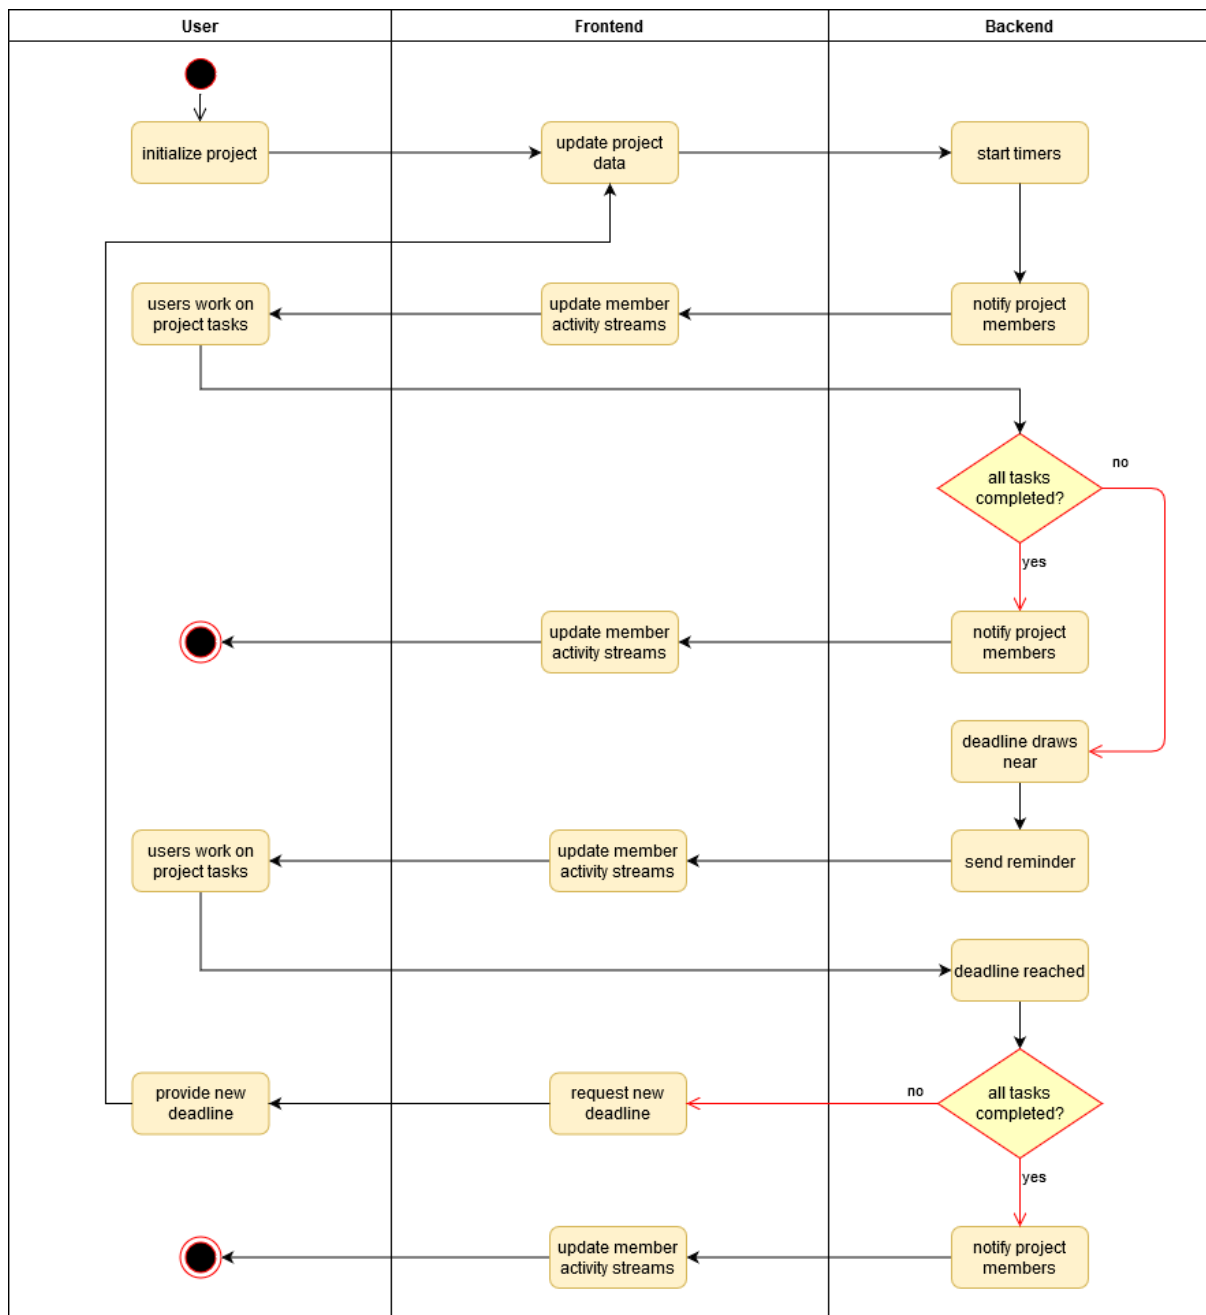 User
Frontend
Backend
initialize project
update project
data
start timers
users work on
project tasks
update member
activity streams
notify project
members
all tasks
completed?
no
yes
update member
activity streams
notify project
members
deadline draws
near
users work on
project tasks
update member
activity streams
send reminder
deadline reached
provide new
deadline
request new
deadline
no
all tasks
completed?
yes
update member
activity streams
notify project
members